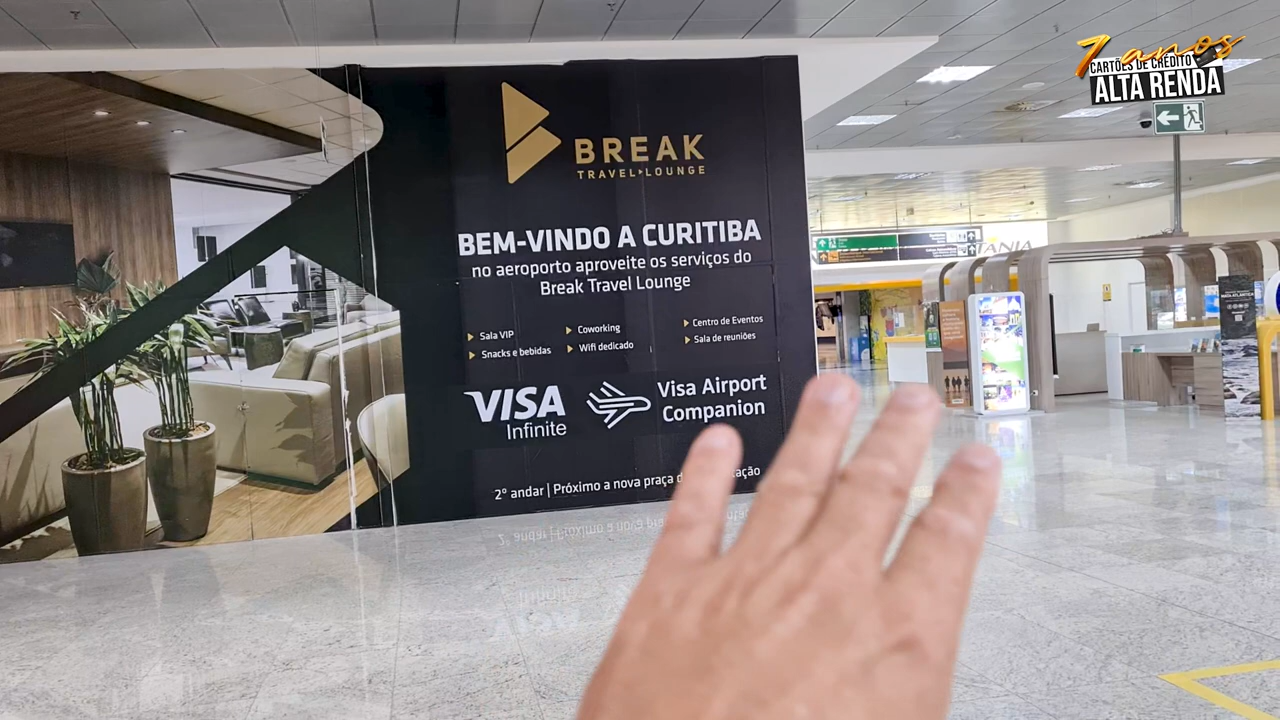 7 anos
CARTÕES DE CRÉDITO
ALTA RENDA
BREAK
TRAVEL LOUNGE
BEM-VINDO A CURITIBA
no aeroporto aproveite os serviços do
Break Travel Lounge
Sala VIP
Snacks e bebidas
Coworking
Wifi dedicado
Centro de Eventos
Sala de reuniões
VISA
Infinite
Visa Airport
Companion
2º andar | Próximo a nova praça